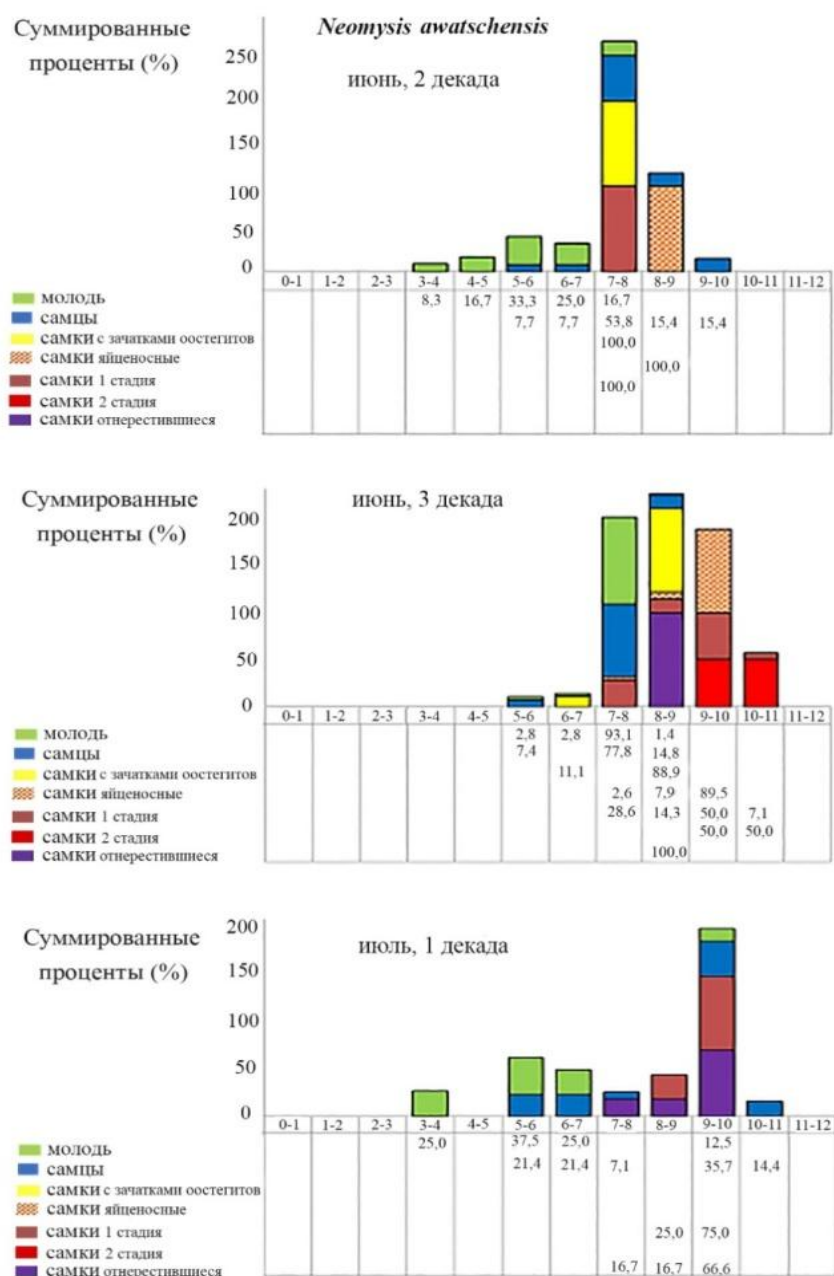 Суммированные проценты (%)
Neomysis awatschensis
июнь, 2 декада
250
200
150
100
50
0
0-1 1-2 2-3 3-4 4-5 5-6 6-7 7-8 8-9 9-10 10-11 11-12
молодь 8,3 16,7 33,3 25,0 16,7
самцы 7,7 7,7 53,8 15,4 15,4
самки с зачатками оостегитов 100,0
самки яйценосные 100,0
самки 1 стадия 100,0
самки 2 стадия
самки отнерестившиеся
Суммированные проценты (%)
июнь, 3 декада
200
150
100
50
0
0-1 1-2 2-3 3-4 4-5 5-6 6-7 7-8 8-9 9-10 10-11 11-12
молодь 2,8 2,8 93,1 1,4
самцы 7,4 77,8 14,8
самки с зачатками оостегитов 11,1 88,9
самки яйценосные 2,6 7,9 89,5
самки 1 стадия 28,6 14,3 50,0 7,1
самки 2 стадия 50,0 50,0
самки отнерестившиеся 100,0
Суммированные проценты (%)
июль, 1 декада
200
150
100
50
0
0-1 1-2 2-3 3-4 4-5 5-6 6-7 7-8 8-9 9-10 10-11 11-12
молодь 25,0 37,5 25,0 12,5
самцы 21,4 21,4 7,1 35,7 14,4
самки с зачатками оостегитов
самки яйценосные
самки 1 стадия 25,0 75,0
самки 2 стадия
самки отнерестившиеся 16,7 16,7 66,6